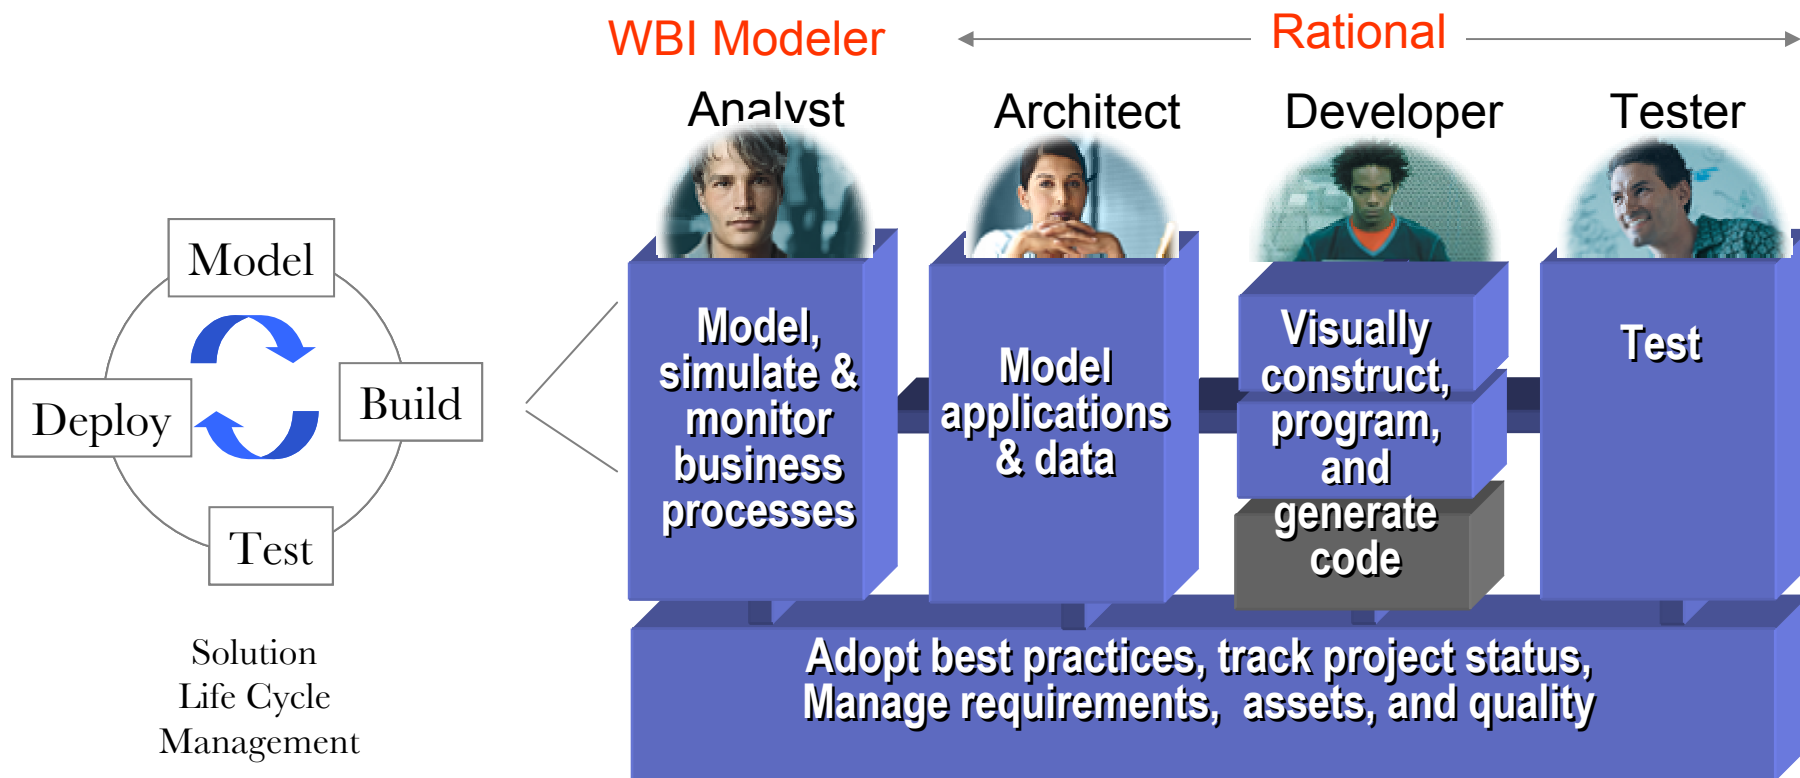 WBI Modeler
Rational
Analyst
Architect
Developer
Tester
Model
Build
Deploy
Test
Solution
Life Cycle
Management
Model,
simulate &
monitor
business
processes
Model
applications
& data
Visually
construct,
program,
and
generate
code
Test
Adopt best practices, track project status,
Manage requirements,  assets, and quality